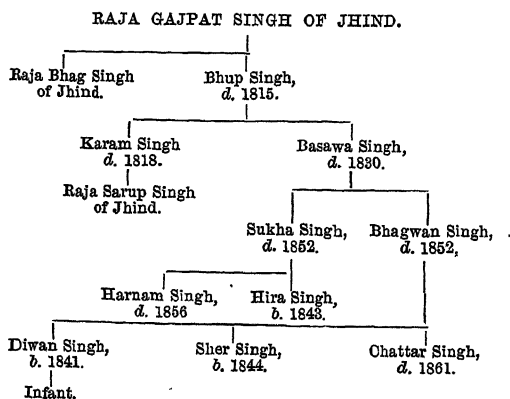 RAJA GAJPAT SINGH OF JHIND.
Raja Bhag Singh
of Jhind.
Bhup Singh,
d. 1815.
Karam Singh
d. 1818.
Basawa Singh,
d. 1830.
Raja Sarup Singh
of Jhind.
Sukha Singh,
d. 1852.
Bhagwan Singh,
d. 1852,
Harnam Singh,
d. 1856
Hira Singh,
b. 1843.
Diwan Singh,
b. 1841.
Sher Singh,
b. 1844.
Chattar Singh,
d. 1861.
Infant.